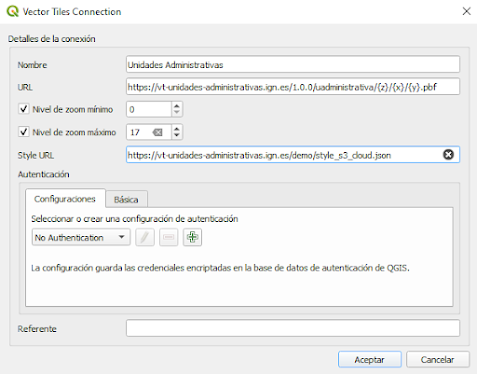 Vector Tiles Connection
Detalles de la conexión
Nombre Unidades Administrativas
URL https://vt-unidades-administrativas.ign.es/1.0.0/uadministrativa/{z}/{x}/{y}.pbf
Nivel de zoom mínimo 0
Nivel de zoom máximo 17
Style URL https://vt-unidades-administrativas.ign.es/demo/style_s3_cloud.json
Autenticación
Configuraciones Básica
Seleccionar o crear una configuración de autenticación
No Authentication
La configuración guarda las credenciales encriptadas en la base de datos de autenticación de QGIS.
Referente
Aceptar Cancelar